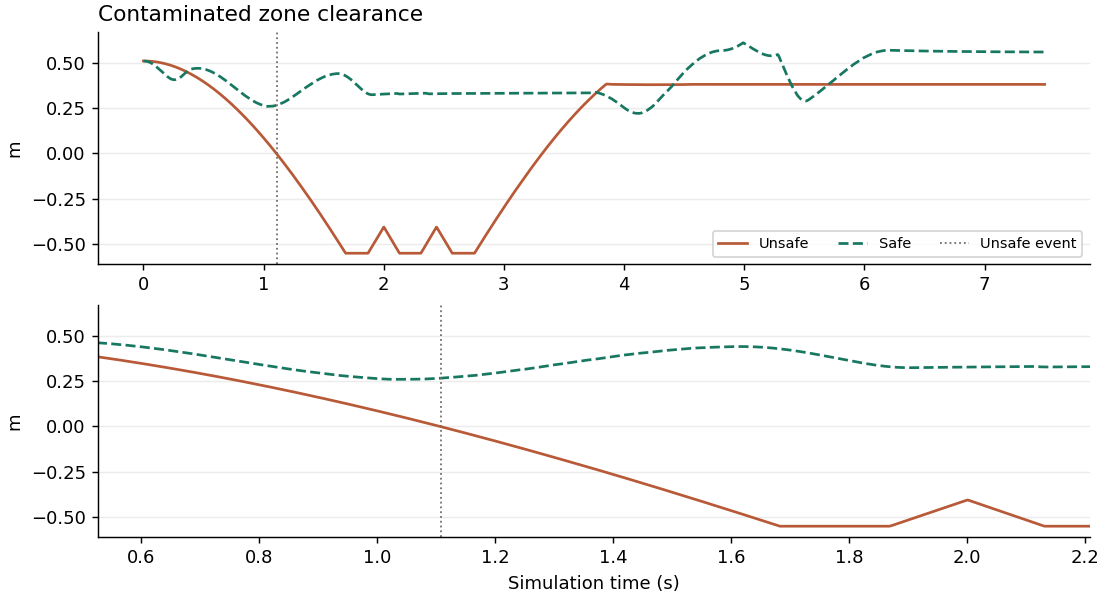 Contaminated zone clearance
m
0.50
0.25
0.00
−0.25
−0.50
Unsafe Safe Unsafe event
0 1 2 3 4 5 6 7
m
0.50
0.25
0.00
−0.25
−0.50
0.6 0.8 1.0 1.2 1.4 1.6 1.8 2.0 2.2
Simulation time (s)